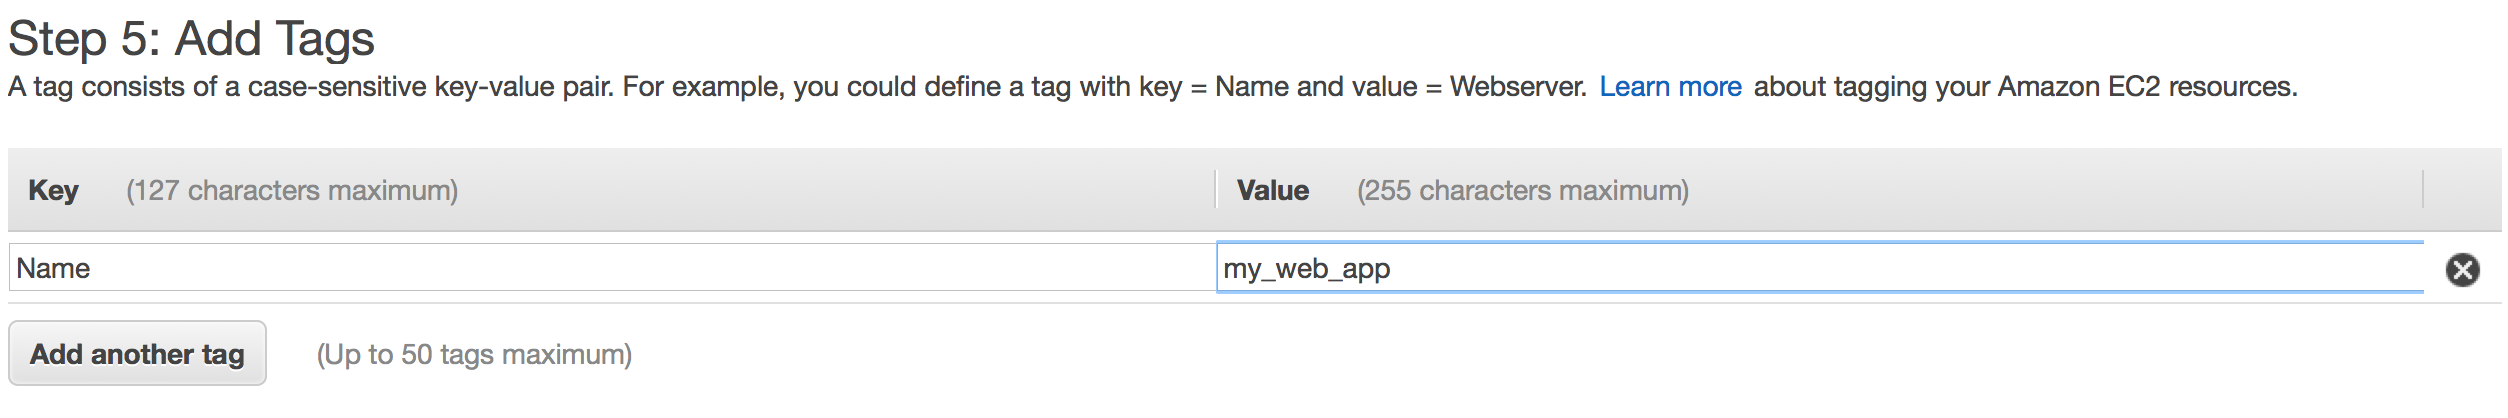 Step 5: Add Tags
A tag consists of a case-sensitive key-value pair. For example, you could define a tag with key = Name and value = Webserver. Learn more about tagging your Amazon EC2 resources.
Key (127 characters maximum) Value (255 characters maximum)
Name my_web_app
Add another tag (Up to 50 tags maximum)